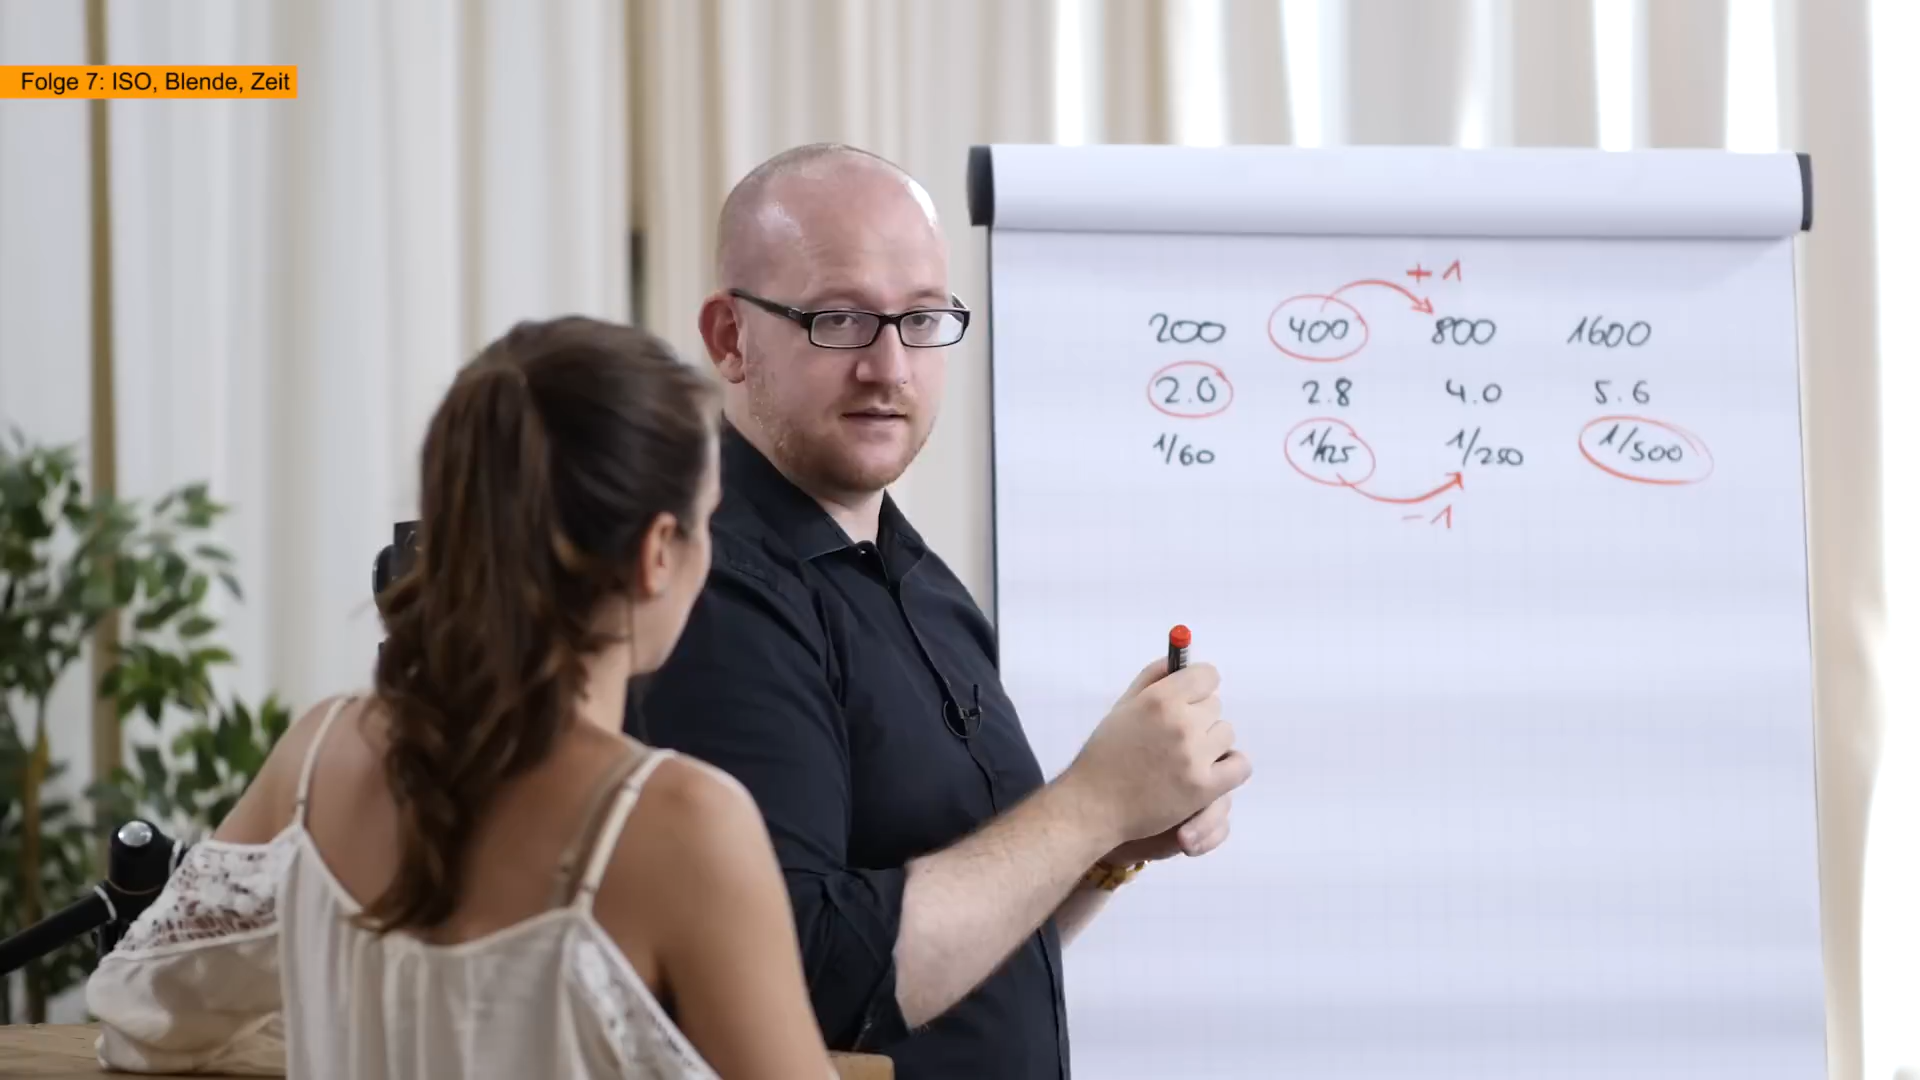 Folge 7: ISO, Blende, Zeit
+1
200 400 800 1600
2.0 2.8 4.0 5.6
1/60 1/125 1/250 1/500
-1